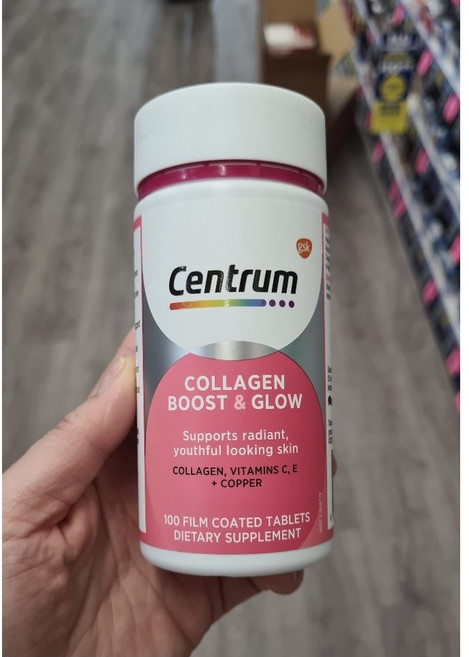 gsk
Centrum
COLLAGEN
BOOST & GLOW
Supports radiant,
youthful looking skin
COLLAGEN, VITAMINS C, E
+ COPPER
100 FILM COATED TABLETS
DIETARY SUPPLEMENT